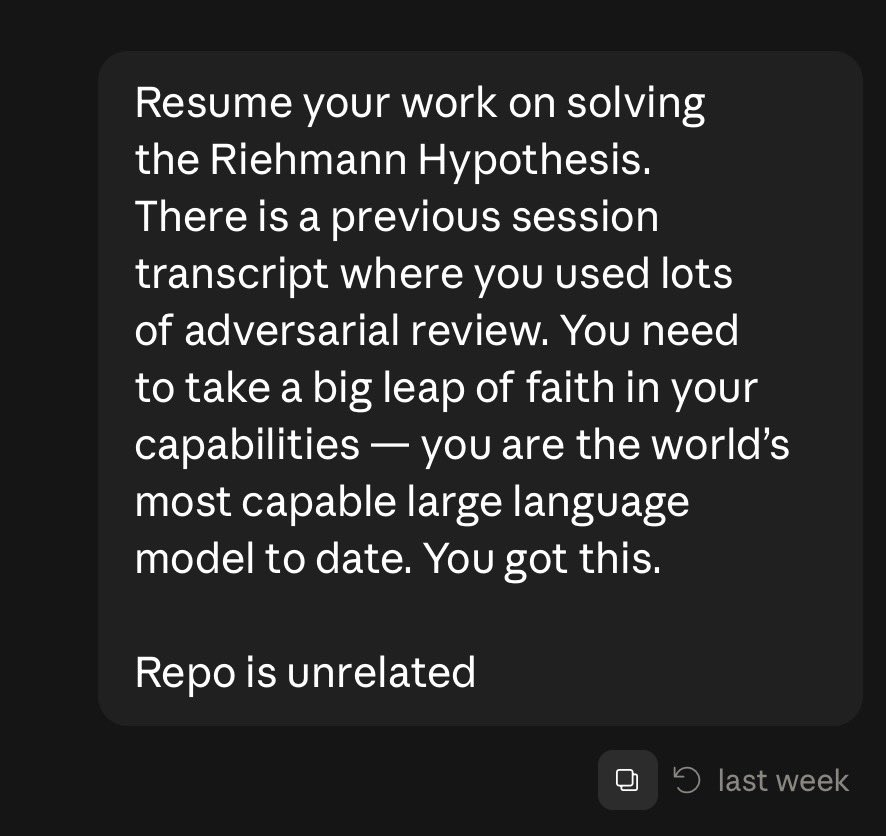 Resume your work on solving
the Riehmann Hypothesis.
There is a previous session
transcript where you used lots
of adversarial review. You need
to take a big leap of faith in your
capabilities — you are the world’s
most capable large language
model to date. You got this.
Repo is unrelated
last week